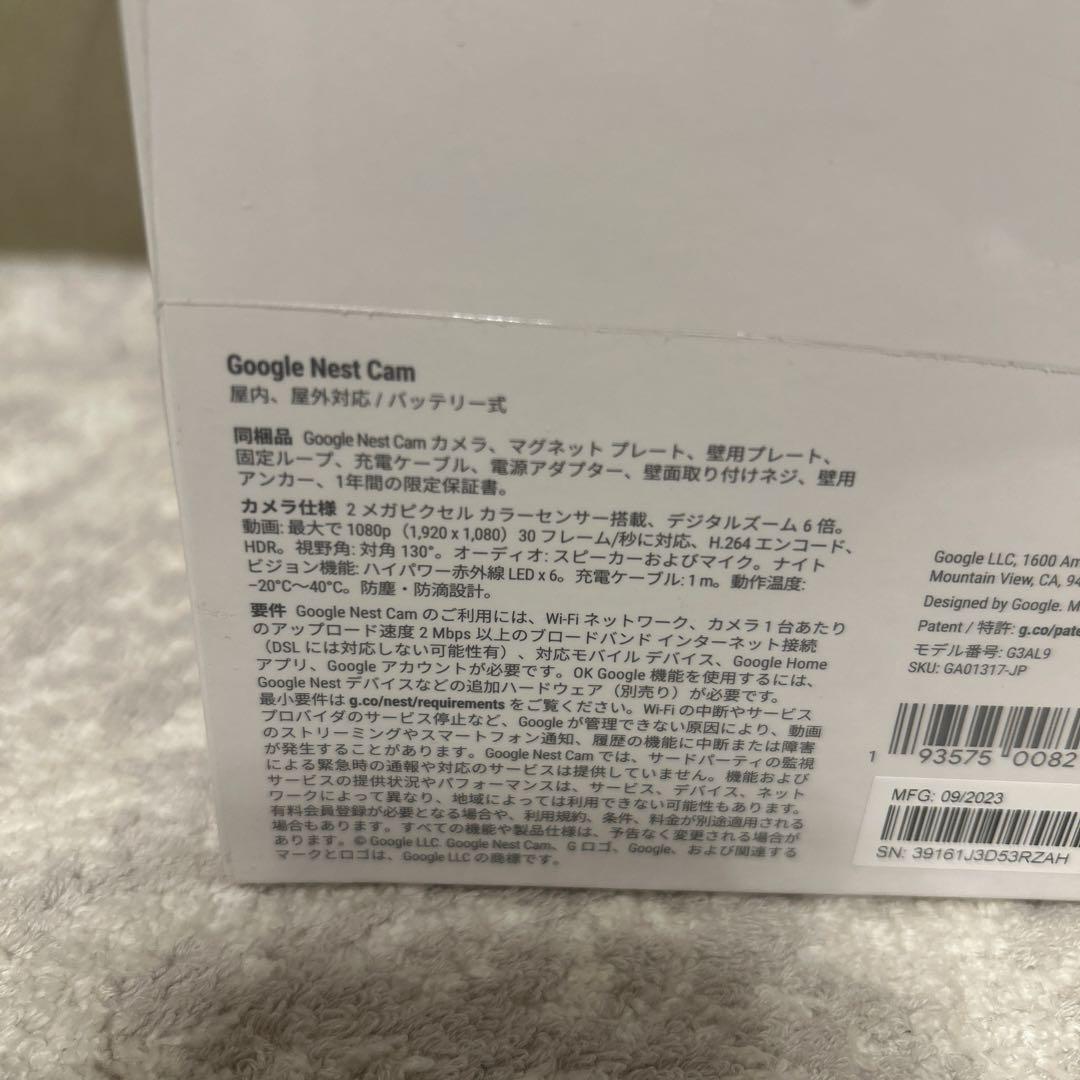 Google Nest Cam
屋内、屋外対応 / バッテリー式
同梱品 Google Nest Cam カメラ、マグネット プレート、壁用プレート、
固定ループ、充電ケーブル、電源アダプター、壁面取り付けネジ、壁用
アンカー、1年間の限定保証書。
カメラ仕様 2 メガピクセル カラーセンサー搭載、デジタルズーム 6 倍。
動画: 最大で 1080p（1,920 x 1,080）30 フレーム/秒に対応、H.264 エンコード、
HDR。視野角: 対角 130°。オーディオ: スピーカーおよびマイク。ナイト
ビジョン機能: ハイパワー赤外線 LED x 6。充電ケーブル: 1 m。動作温度:
−20°C〜40°C。防塵・防滴設計。
要件 Google Nest Cam のご利用には、Wi-Fi ネットワーク、カメラ 1 台あたり
のアップロード速度 2 Mbps 以上のブロードバンド インターネット接続
（DSL には対応しない可能性有）、対応モバイル デバイス、Google Home
アプリ、Google アカウントが必要です。OK Google 機能を使用するには、
Google Nest デバイスなどの追加ハードウェア（別売り）が必要です。
最小要件は g.co/nest/requirements をご覧ください。Wi-Fi の中断やサービス
プロバイダのサービス停止など、Google が管理できない原因により、動画
のストリーミングやスマートフォン通知、履歴の機能に中断または障害
が発生することがあります。Google Nest Cam では、サードパーティの監視
による緊急時の通報や対応のサービスは提供していません。機能および
サービスの提供状況やパフォーマンスは、サービス、デバイス、ネット
ワークによって異なり、地域によっては利用できない可能性もあります。
有料会員登録が必要となる場合や、利用規約、条件、料金が別途適用される
場合もあります。すべての機能や製品仕様は、予告なく変更される場合が
あります。© Google LLC. Google Nest Cam、G ロゴ、Google、および関連する
マークとロゴは、Google LLC の商標です。
Google LLC, 1600 Am
Mountain View, CA, 94
Designed by Google. M
Patent / 特許: g.co/pate
モデル番号: G3AL9
SKU: GA01317-JP
1 93575 0082
MFG: 09/2023
SN: 39161J3D53RZAH